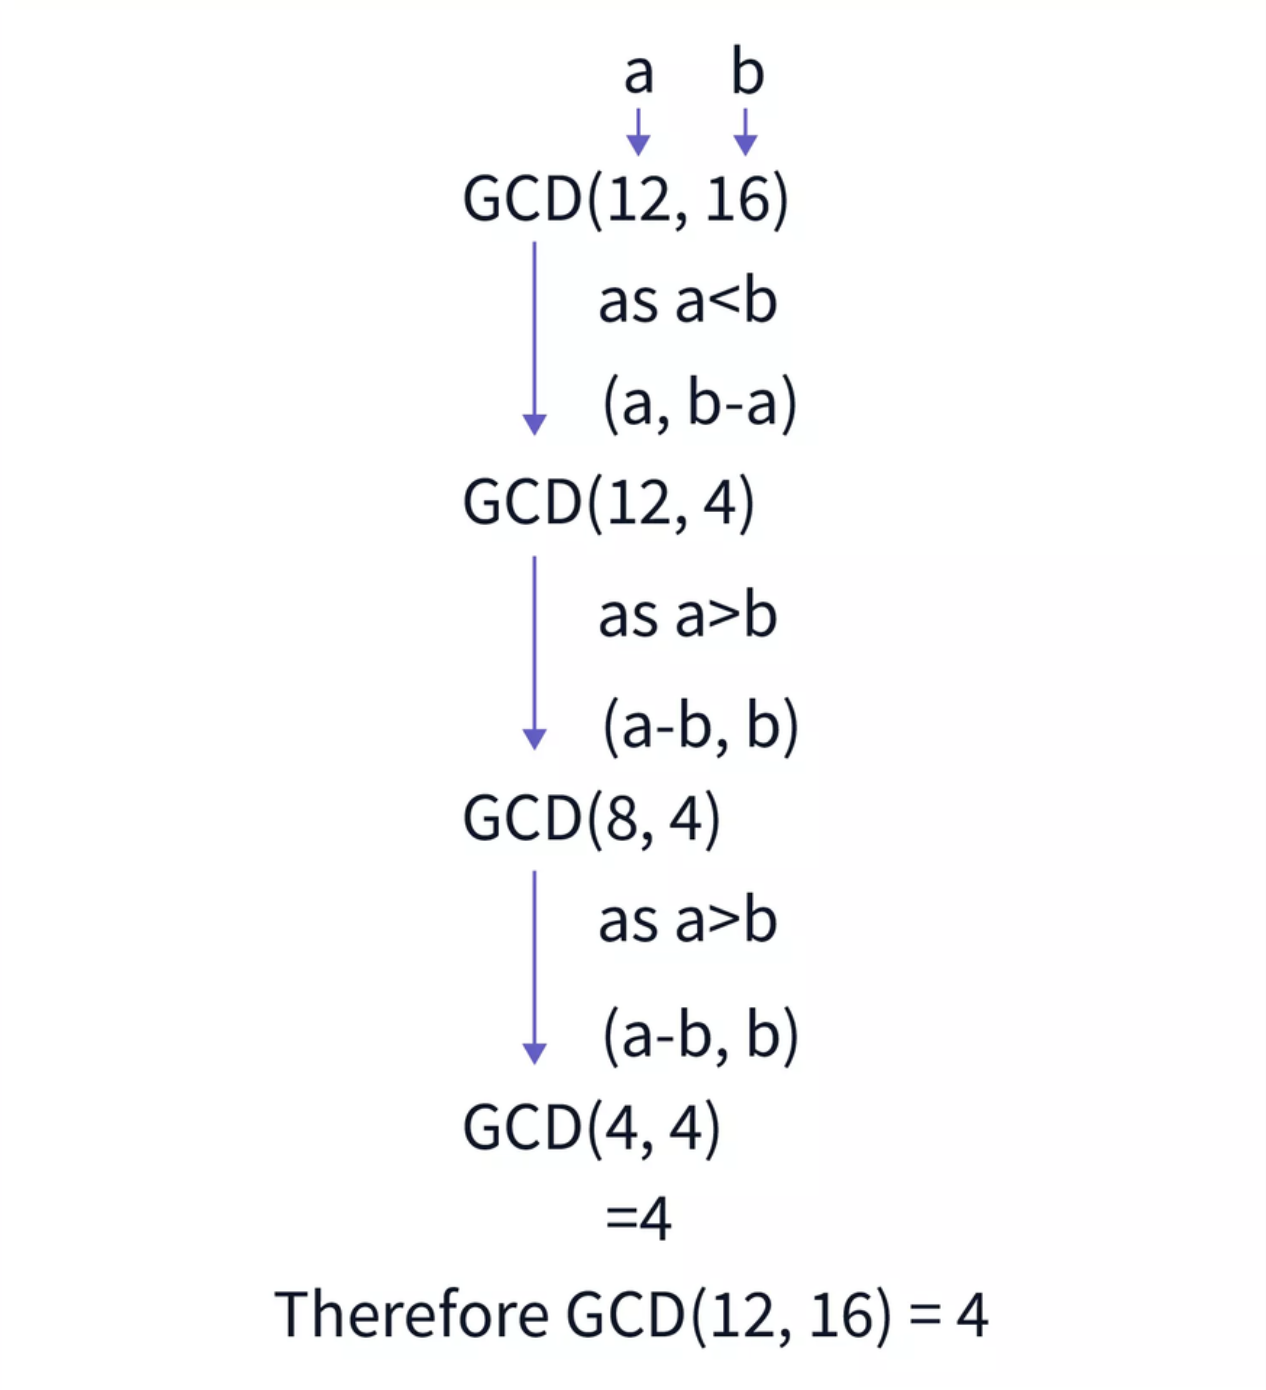 a b
GCD(12, 16)
as a<b
(a, b-a)
GCD(12, 4)
as a>b
(a-b, b)
GCD(8, 4)
as a>b
(a-b, b)
GCD(4, 4)
=4
Therefore GCD(12, 16) = 4